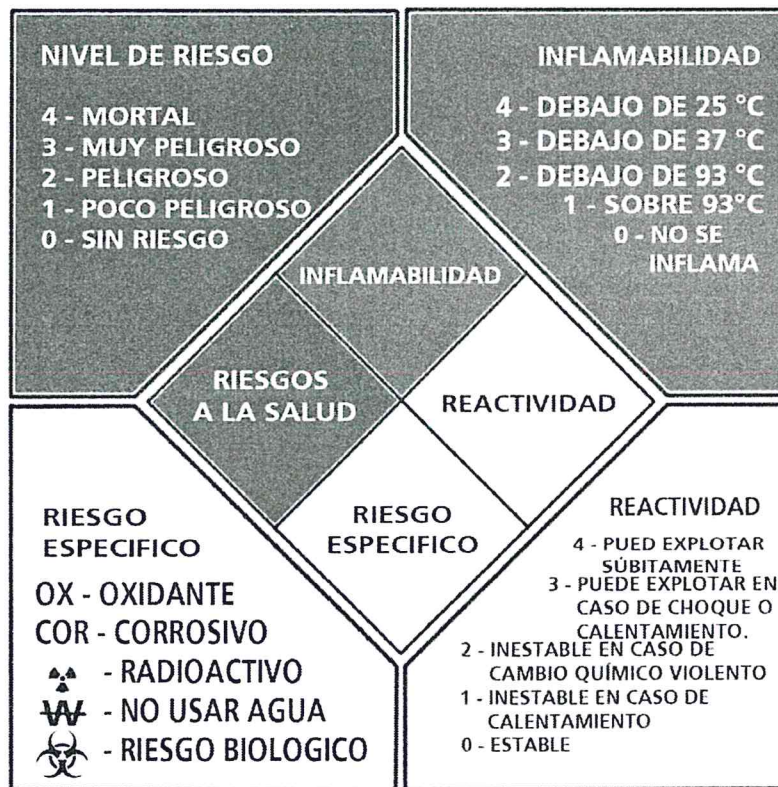 NIVEL DE RIESGO
4 - MORTAL
3 - MUY PELIGROSO
2 - PELIGROSO
1 - POCO PELIGROSO
0 - SIN RIESGO
INFLAMABILIDAD
4 - DEBAJO DE 25 °C
3 - DEBAJO DE 37 °C
2 - DEBAJO DE 93 °C
1 - SOBRE 93°C
0 - NO SE
INFLAMA
INFLAMABILIDAD
RIESGOS
A LA SALUD
REACTIVIDAD
RIESGO
ESPECIFICO
RIESGO
ESPECIFICO
OX - OXIDANTE
COR - CORROSIVO
- RADIOACTIVO
W - NO USAR AGUA
- RIESGO BIOLOGICO
REACTIVIDAD
4 - PUED EXPLOTAR
SÚBITAMENTE
3 - PUEDE EXPLOTAR EN
CASO DE CHOQUE O
CALENTAMIENTO.
2 - INESTABLE EN CASO DE
CAMBIO QUÍMICO VIOLENTO
1 - INESTABLE EN CASO DE
CALENTAMIENTO
0 - ESTABLE